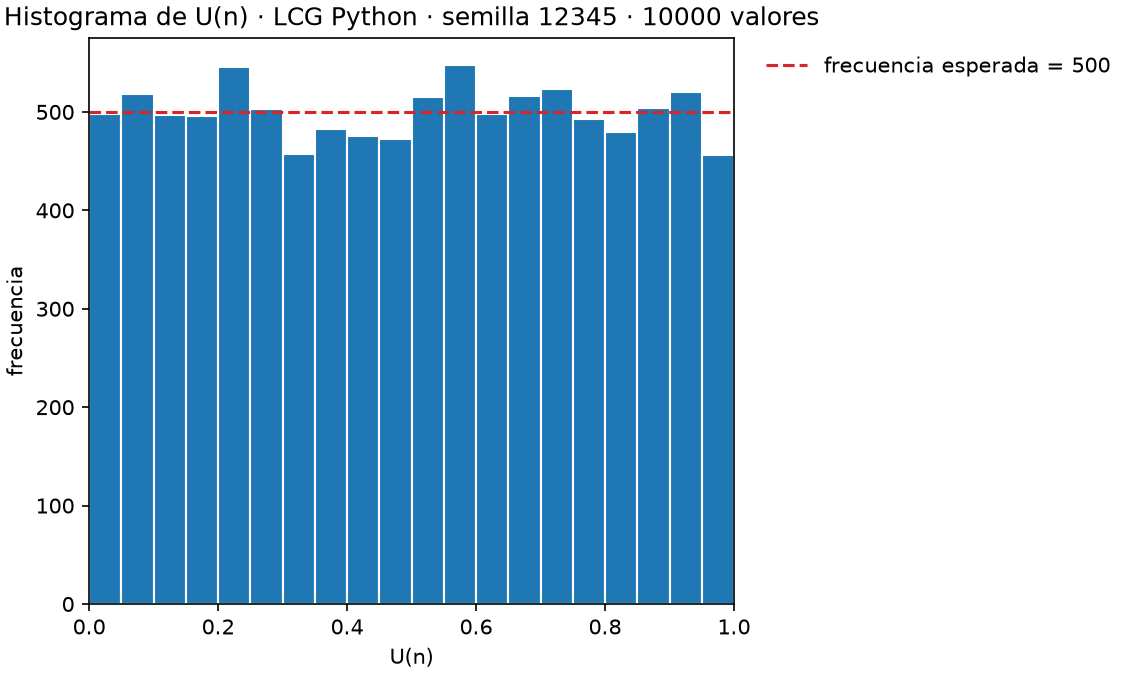 Histograma de U(n) · LCG Python · semilla 12345 · 10000 valores
frecuencia esperada = 500
frecuencia
500
400
300
200
100
0
0.0 0.2 0.4 0.6 0.8 1.0
U(n)